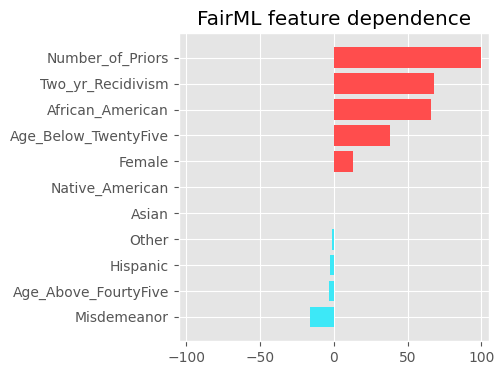 FairML feature dependence
Number_of_Priors
Two_yr_Recidivism
African_American
Age_Below_TwentyFive
Female
Native_American
Asian
Other
Hispanic
Age_Above_FourtyFive
Misdemeanor
−100 −50 0 50 100